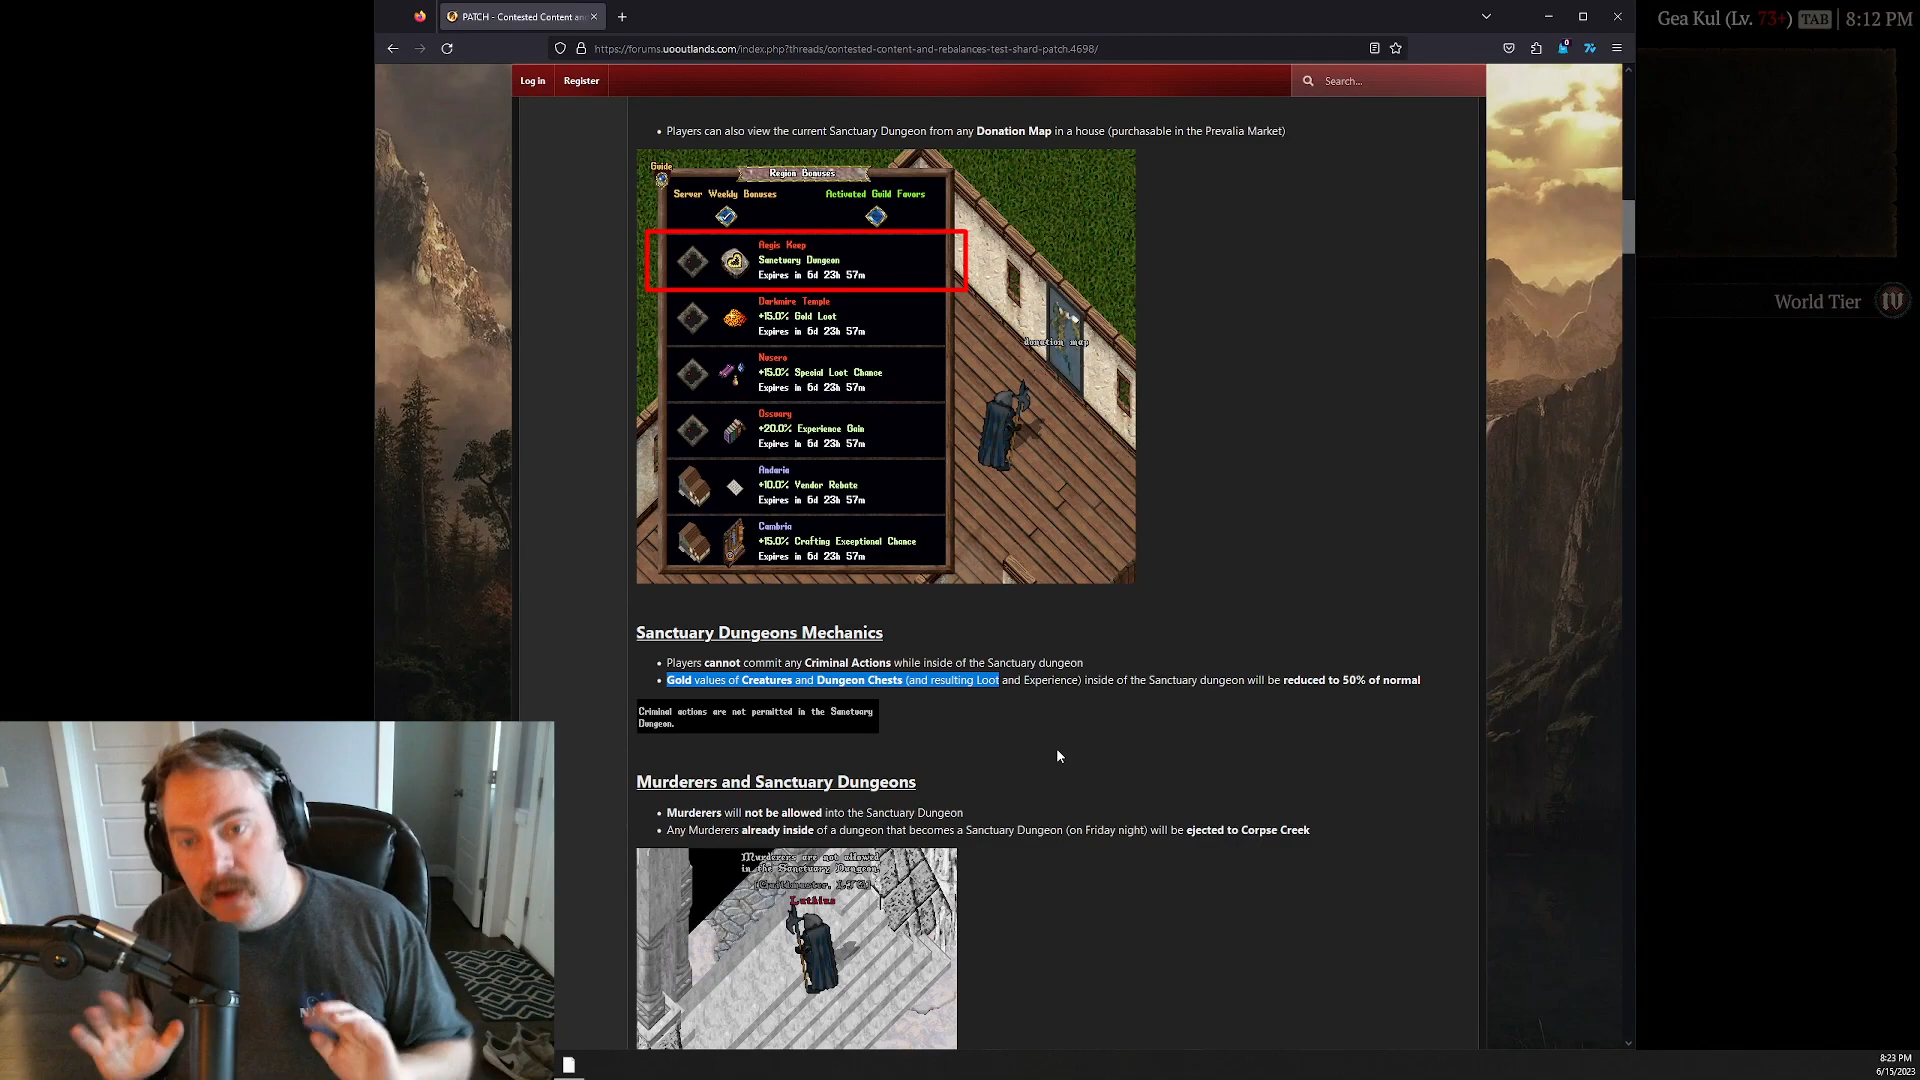 PATCH - Contested Content an
https://forums.uooutlands.com/index.php?threads/contested-content-and-rebalances-test-shard-patch.4698/
0
Gea Kul (Lv. 73+) TAB 8:12 PM
Log in Register Search...
Players can also view the current Sanctuary Dungeon from any Donation Map in a house (purchasable in the Prevalia Market)
Guide
Region Bonuses
Server Weekly Bonuses Activated Guild Favors
Aegis Keep
Sanctuary Dungeon
Expires in 6d 23h 57m
Darkmire Temple
+15.0% Gold Loot
Expires in 6d 23h 57m
Nusero
+15.0% Special Loot Chance
Expires in 6d 23h 57m
Ossuary
+20.0% Experience Gain
Expires in 6d 23h 57m
Andaria
+10.0% Vendor Rebate
Expires in 6d 23h 57m
Cambria
+15.0% Crafting Exceptional Chance
Expires in 6d 23h 57m
donation map
World Tier IV
Sanctuary Dungeons Mechanics
Players cannot commit any Criminal Actions while inside of the Sanctuary dungeon
Gold values of Creatures and Dungeon Chests (and resulting Loot and Experience) inside of the Sanctuary dungeon will be reduced to 50% of normal
Criminal actions are not permitted in the Sanctuary
Dungeon.
Murderers and Sanctuary Dungeons
Murderers will not be allowed into the Sanctuary Dungeon
Any Murderers already inside of a dungeon that becomes a Sanctuary Dungeon (on Friday night) will be ejected to Corpse Creek
Murderers are not allowed
in the Sanctuary Dungeon.
[Guildmaster, LTC]
Luthius
8:23 PM
6/15/2023